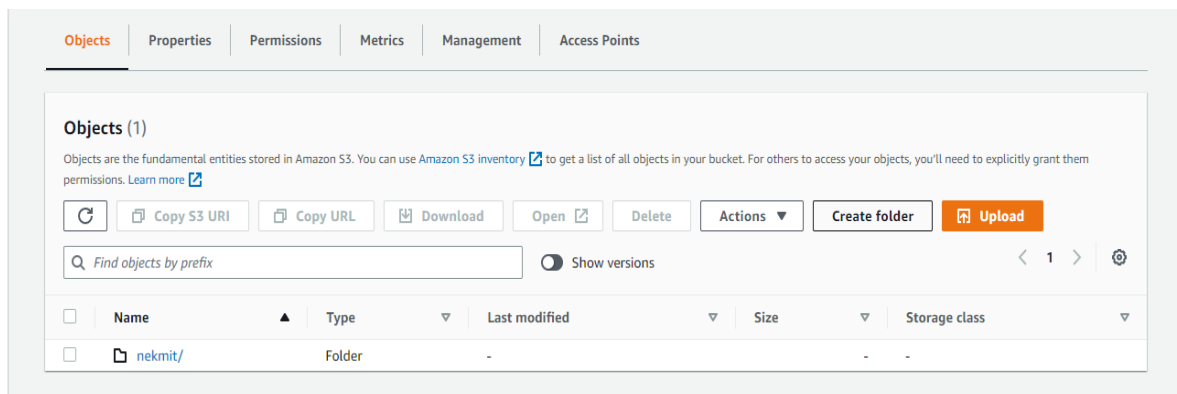 Objects Properties Permissions Metrics Management Access Points
Objects (1)
Objects are the fundamental entities stored in Amazon S3. You can use Amazon S3 inventory to get a list of all objects in your bucket. For others to access your objects, you'll need to explicitly grant them
permissions. Learn more
Copy S3 URI Copy URL Download Open Delete Actions Create folder Upload
Find objects by prefix Show versions 1
Name Type Last modified Size Storage class
nekmit/ Folder - - -